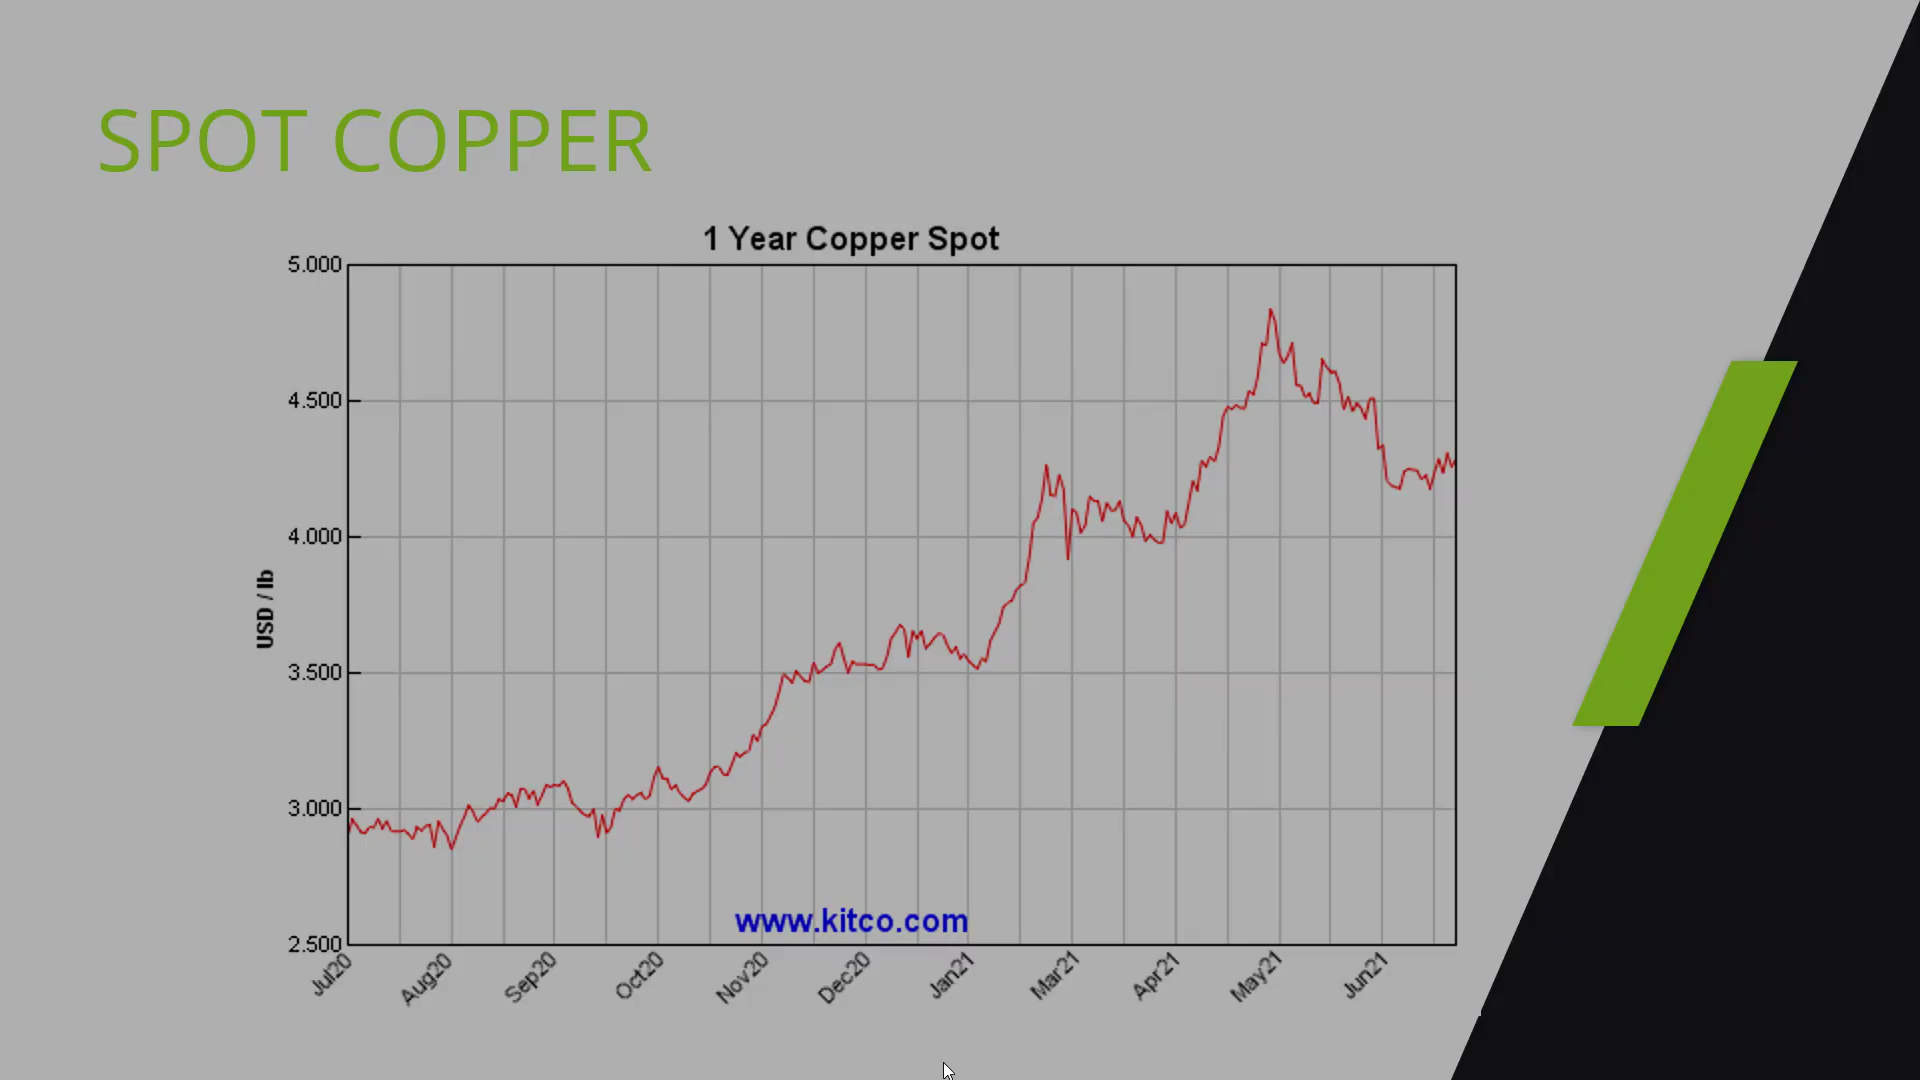 SPOT COPPER
1 Year Copper Spot
5.000
4.500
4.000
USD / lb
3.500
3.000
www.kitco.com
2.500
Jul20 Aug20 Sep20 Oct20 Nov20 Dec20 Jan21 Mar21 Apr21 May21 Jun21